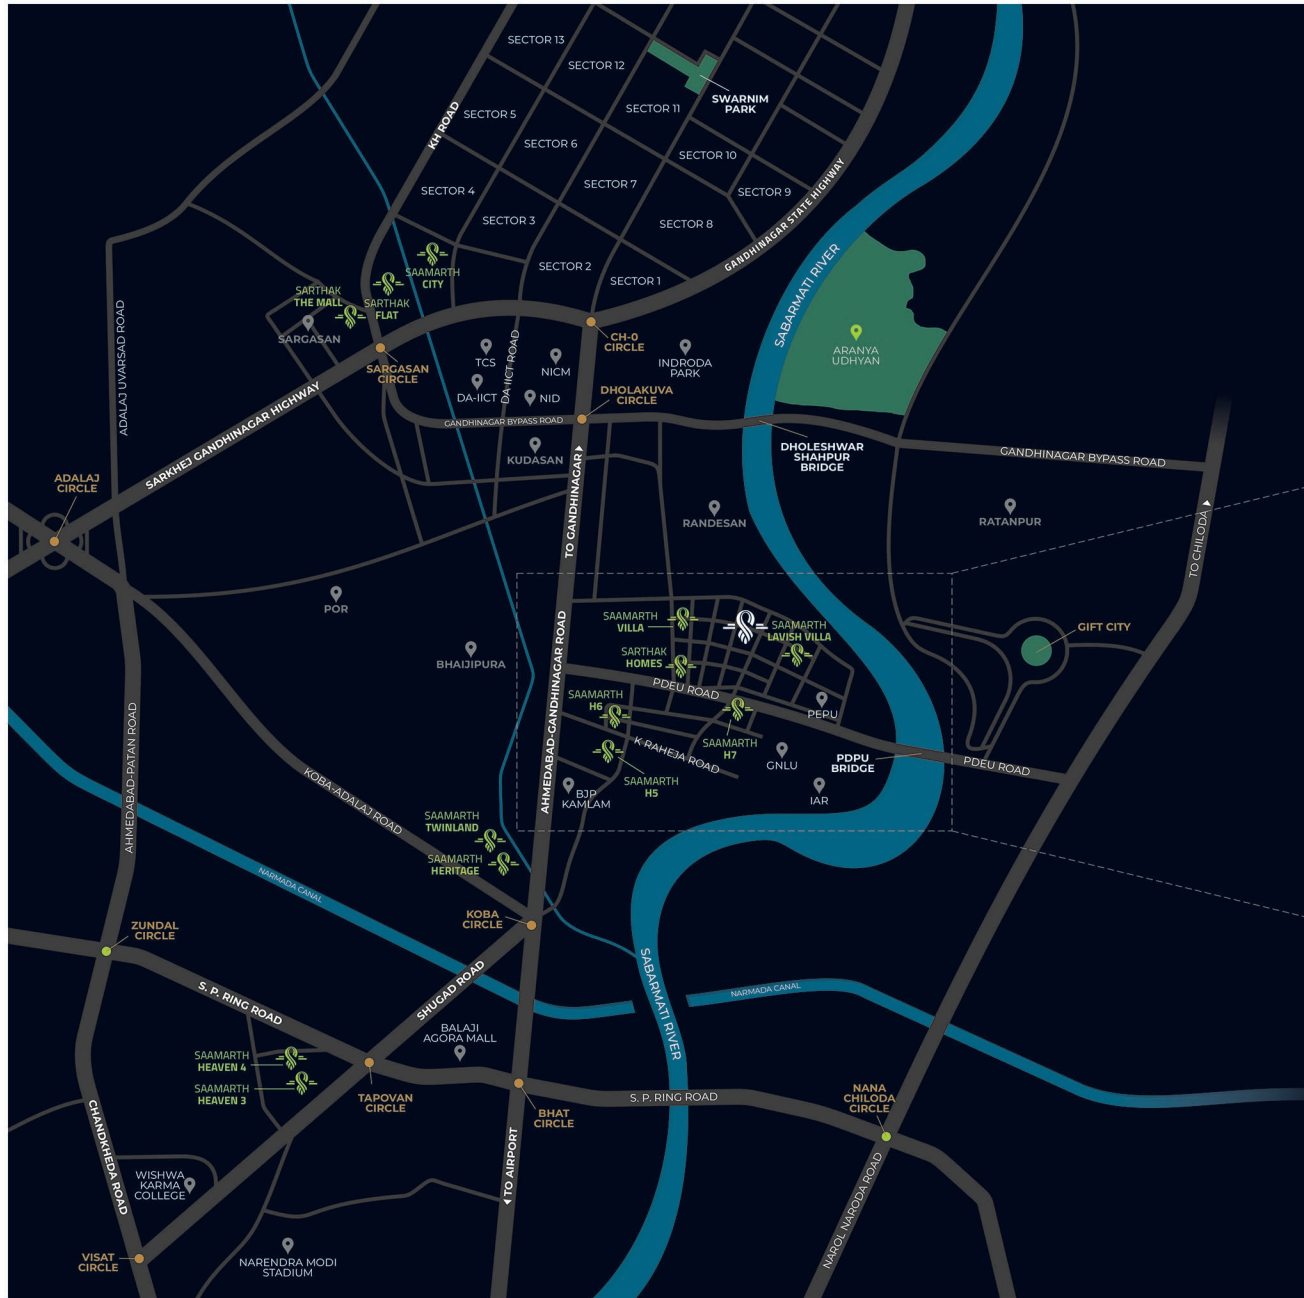 SECTOR 13
SECTOR 12
SWARNIM
PARK
SECTOR 11
SECTOR 5
KH ROAD
SECTOR 6
SECTOR 10
SECTOR 4
SECTOR 7
SECTOR 9
SECTOR 3
SECTOR 8
GANDHINAGAR STATE HIGHWAY
SECTOR 2
SECTOR 1
SABARMATI RIVER
SAAMARTH
CITY
SARTHAK
THE MALL
SARTHAK
FLAT
SARGASAN
ADALAJ UVARSAD ROAD
SARGASAN
CIRCLE
TCS
DA IICT ROAD
NICM
CH-0
CIRCLE
INDRODA
PARK
ARANYA
UDHYAN
DA-IICT
NID
DHOLAKUVA
CIRCLE
SARKHEJ GANDHINAGAR HIGHWAY
GANDHINAGAR BYPASS ROAD
DHOLESHWAR
SHAHPUR
BRIDGE
GANDHINAGAR BYPASS ROAD
KUDASAN
ADALAJ
CIRCLE
TO GANDHINAGAR
RANDESAN
RATANPUR
TO CHILODA
POR
BHAIJIPURA
AHMEDABAD-GANDHINAGAR ROAD
SAAMARTH
VILLA
SAAMARTH
LAVISH VILLA
GIFT CITY
SARTHAK
HOMES
PDEU ROAD
SAAMARTH
H6
PEPU
K RAHEJA ROAD
SAAMARTH
H7
GNLU
PDPU
BRIDGE
PDEU ROAD
SAAMARTH
H5
BJP
KAMLAM
IAR
AHMEDABAD-PATAN ROAD
KOBA-ADALAJ ROAD
SAAMARTH
TWINLAND
SAAMARTH
HERITAGE
NARMADA CANAL
KOBA
CIRCLE
ZUNDAL
CIRCLE
S. P. RING ROAD
SHUGAD ROAD
SABARMATI RIVER
NARMADA CANAL
BALAJI
AGORA MALL
SAAMARTH
HEAVEN 4
SAAMARTH
HEAVEN 3
TAPOVAN
CIRCLE
BHAT
CIRCLE
S. P. RING ROAD
NANA
CHILODA
CIRCLE
CHANDKHEDA ROAD
TO AIRPORT
WISHWA
KARMA
COLLEGE
NAROL NARODA ROAD
VISAT
CIRCLE
NARENDRA MODI
STADIUM